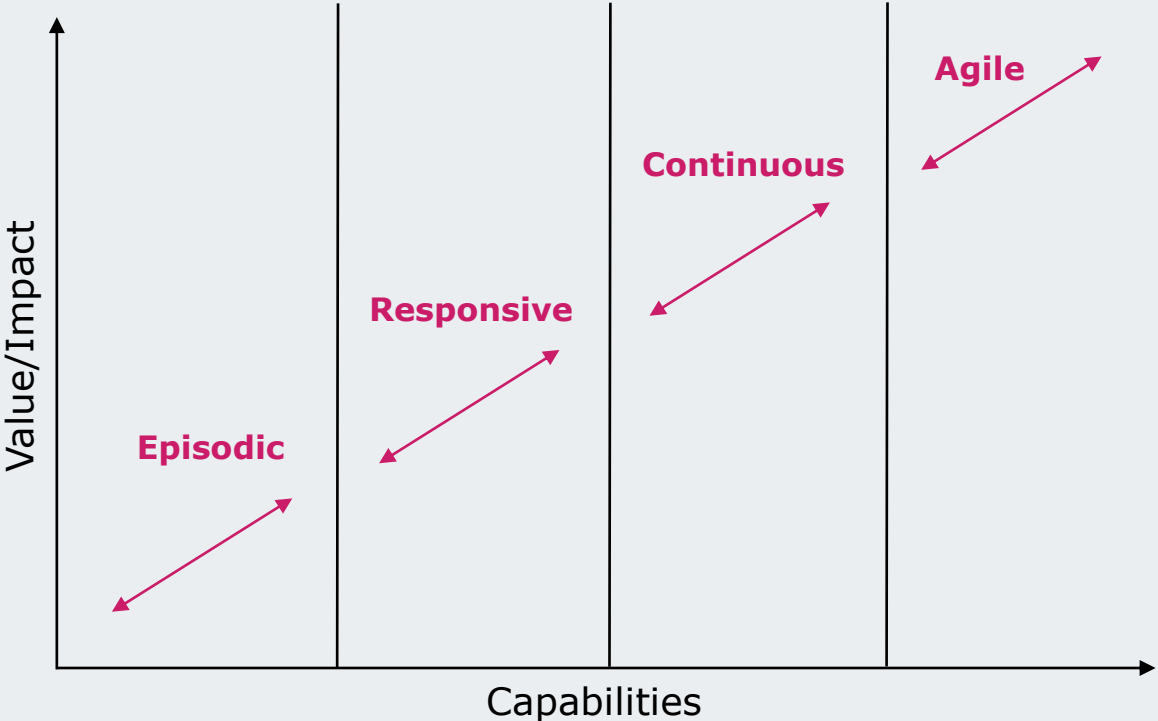 Agile
Continuous
Responsive
Episodic
Value/Impact
Capabilities